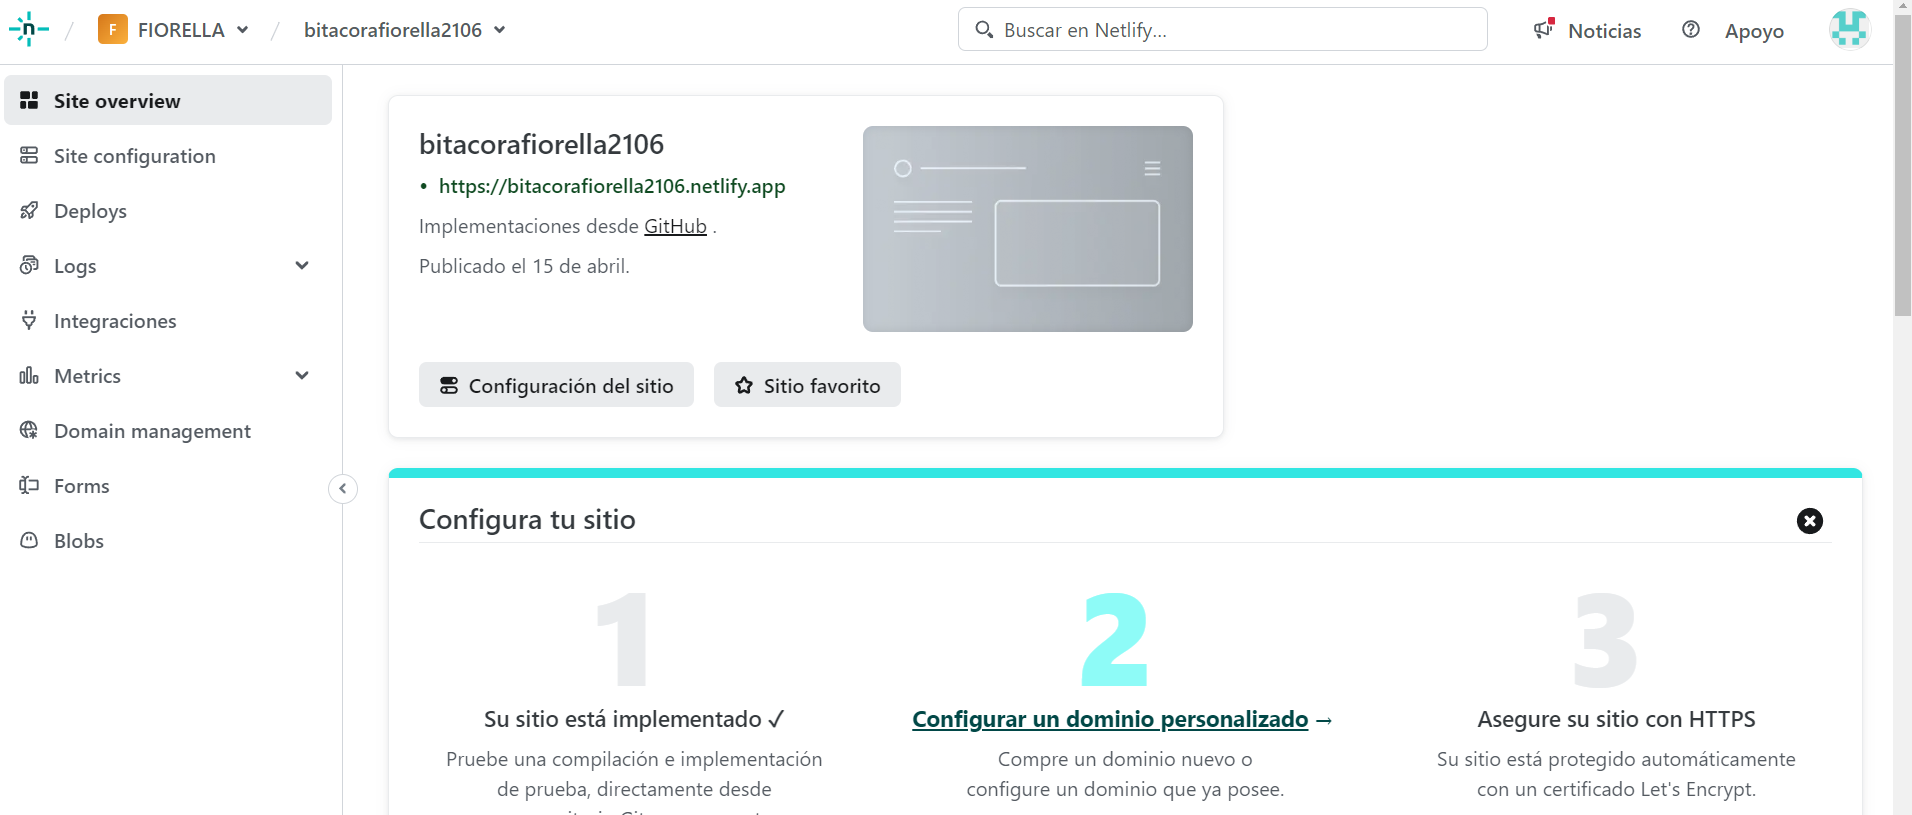 n / F FIORELLA / bitacorafiorella2106
Buscar en Netlify...
Noticias
Apoyo
Site overview
Site configuration
Deploys
Logs
Integraciones
Metrics
Domain management
Forms
Blobs
bitacorafiorella2106
• https://bitacorafiorella2106.netlify.app
Implementaciones desde GitHub .
Publicado el 15 de abril.
Configuración del sitio
Sitio favorito
Configura tu sitio
1
Su sitio está implementado ✓
Pruebe una compilación e implementación
de prueba, directamente desde
2
Configurar un dominio personalizado →
Compre un dominio nuevo o
configure un dominio que ya posee.
3
Asegure su sitio con HTTPS
Su sitio está protegido automáticamente
con un certificado Let's Encrypt.